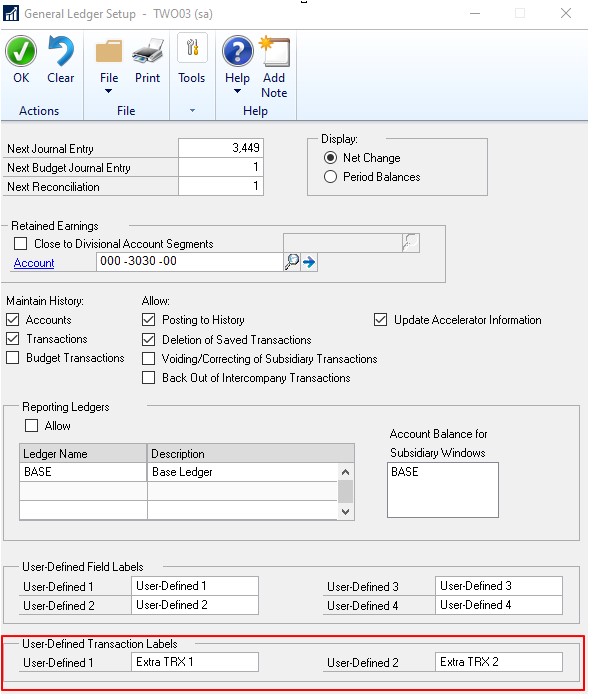 General Ledger Setup - TWO03 (sa)
OK Clear File Print Tools Help Add Note
Actions File Help
Next Journal Entry 3,449
Next Budget Journal Entry 1
Next Reconciliation 1
Display:
Net Change
Period Balances
Retained Earnings
Close to Divisional Account Segments
Account 000 -3030 -00
Maintain History: Allow:
Accounts Posting to History Update Accelerator Information
Transactions Deletion of Saved Transactions
Budget Transactions Voiding/Correcting of Subsidiary Transactions
Back Out of Intercompany Transactions
Reporting Ledgers
Allow
Ledger Name Description
BASE Base Ledger
Account Balance for
Subsidiary Windows
BASE
User-Defined Field Labels
User-Defined 1 User-Defined 1 User-Defined 3 User-Defined 3
User-Defined 2 User-Defined 2 User-Defined 4 User-Defined 4
User-Defined Transaction Labels
User-Defined 1 Extra TRX 1 User-Defined 2 Extra TRX 2